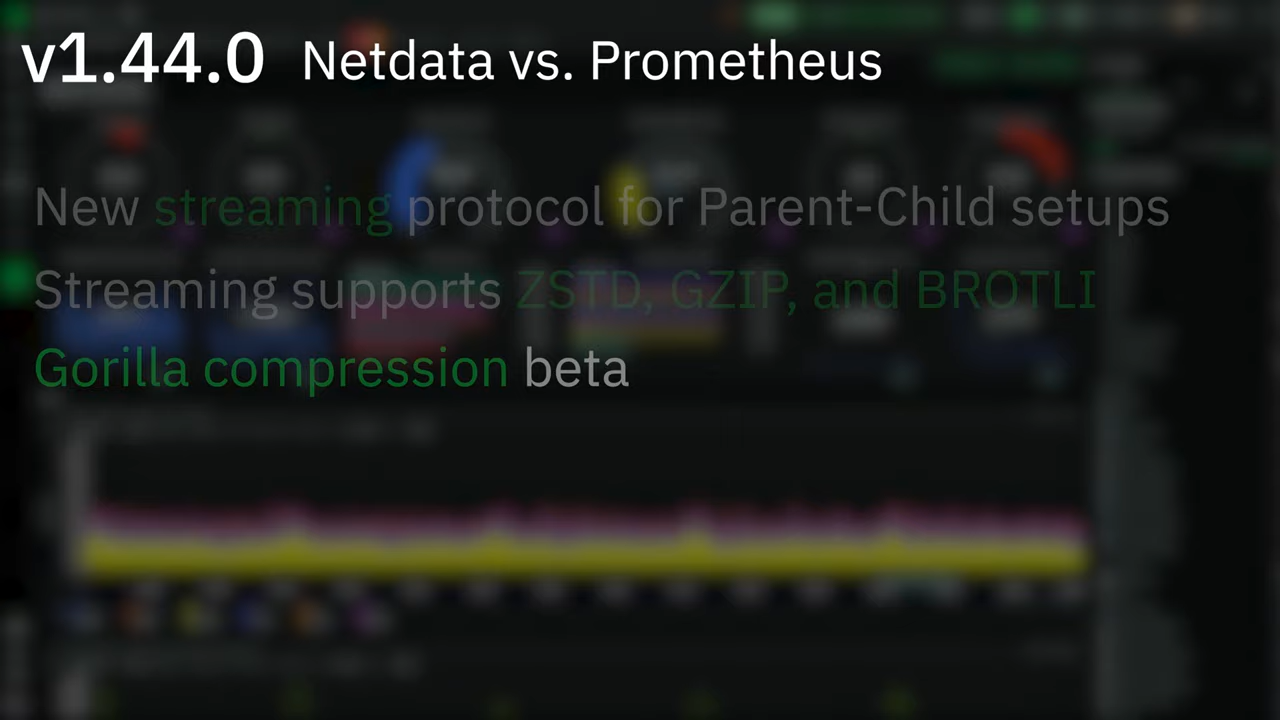 v1.44.0 Netdata vs. Prometheus
New streaming protocol for Parent-Child setups
Streaming supports ZSTD, GZIP, and BROTLI
Gorilla compression beta